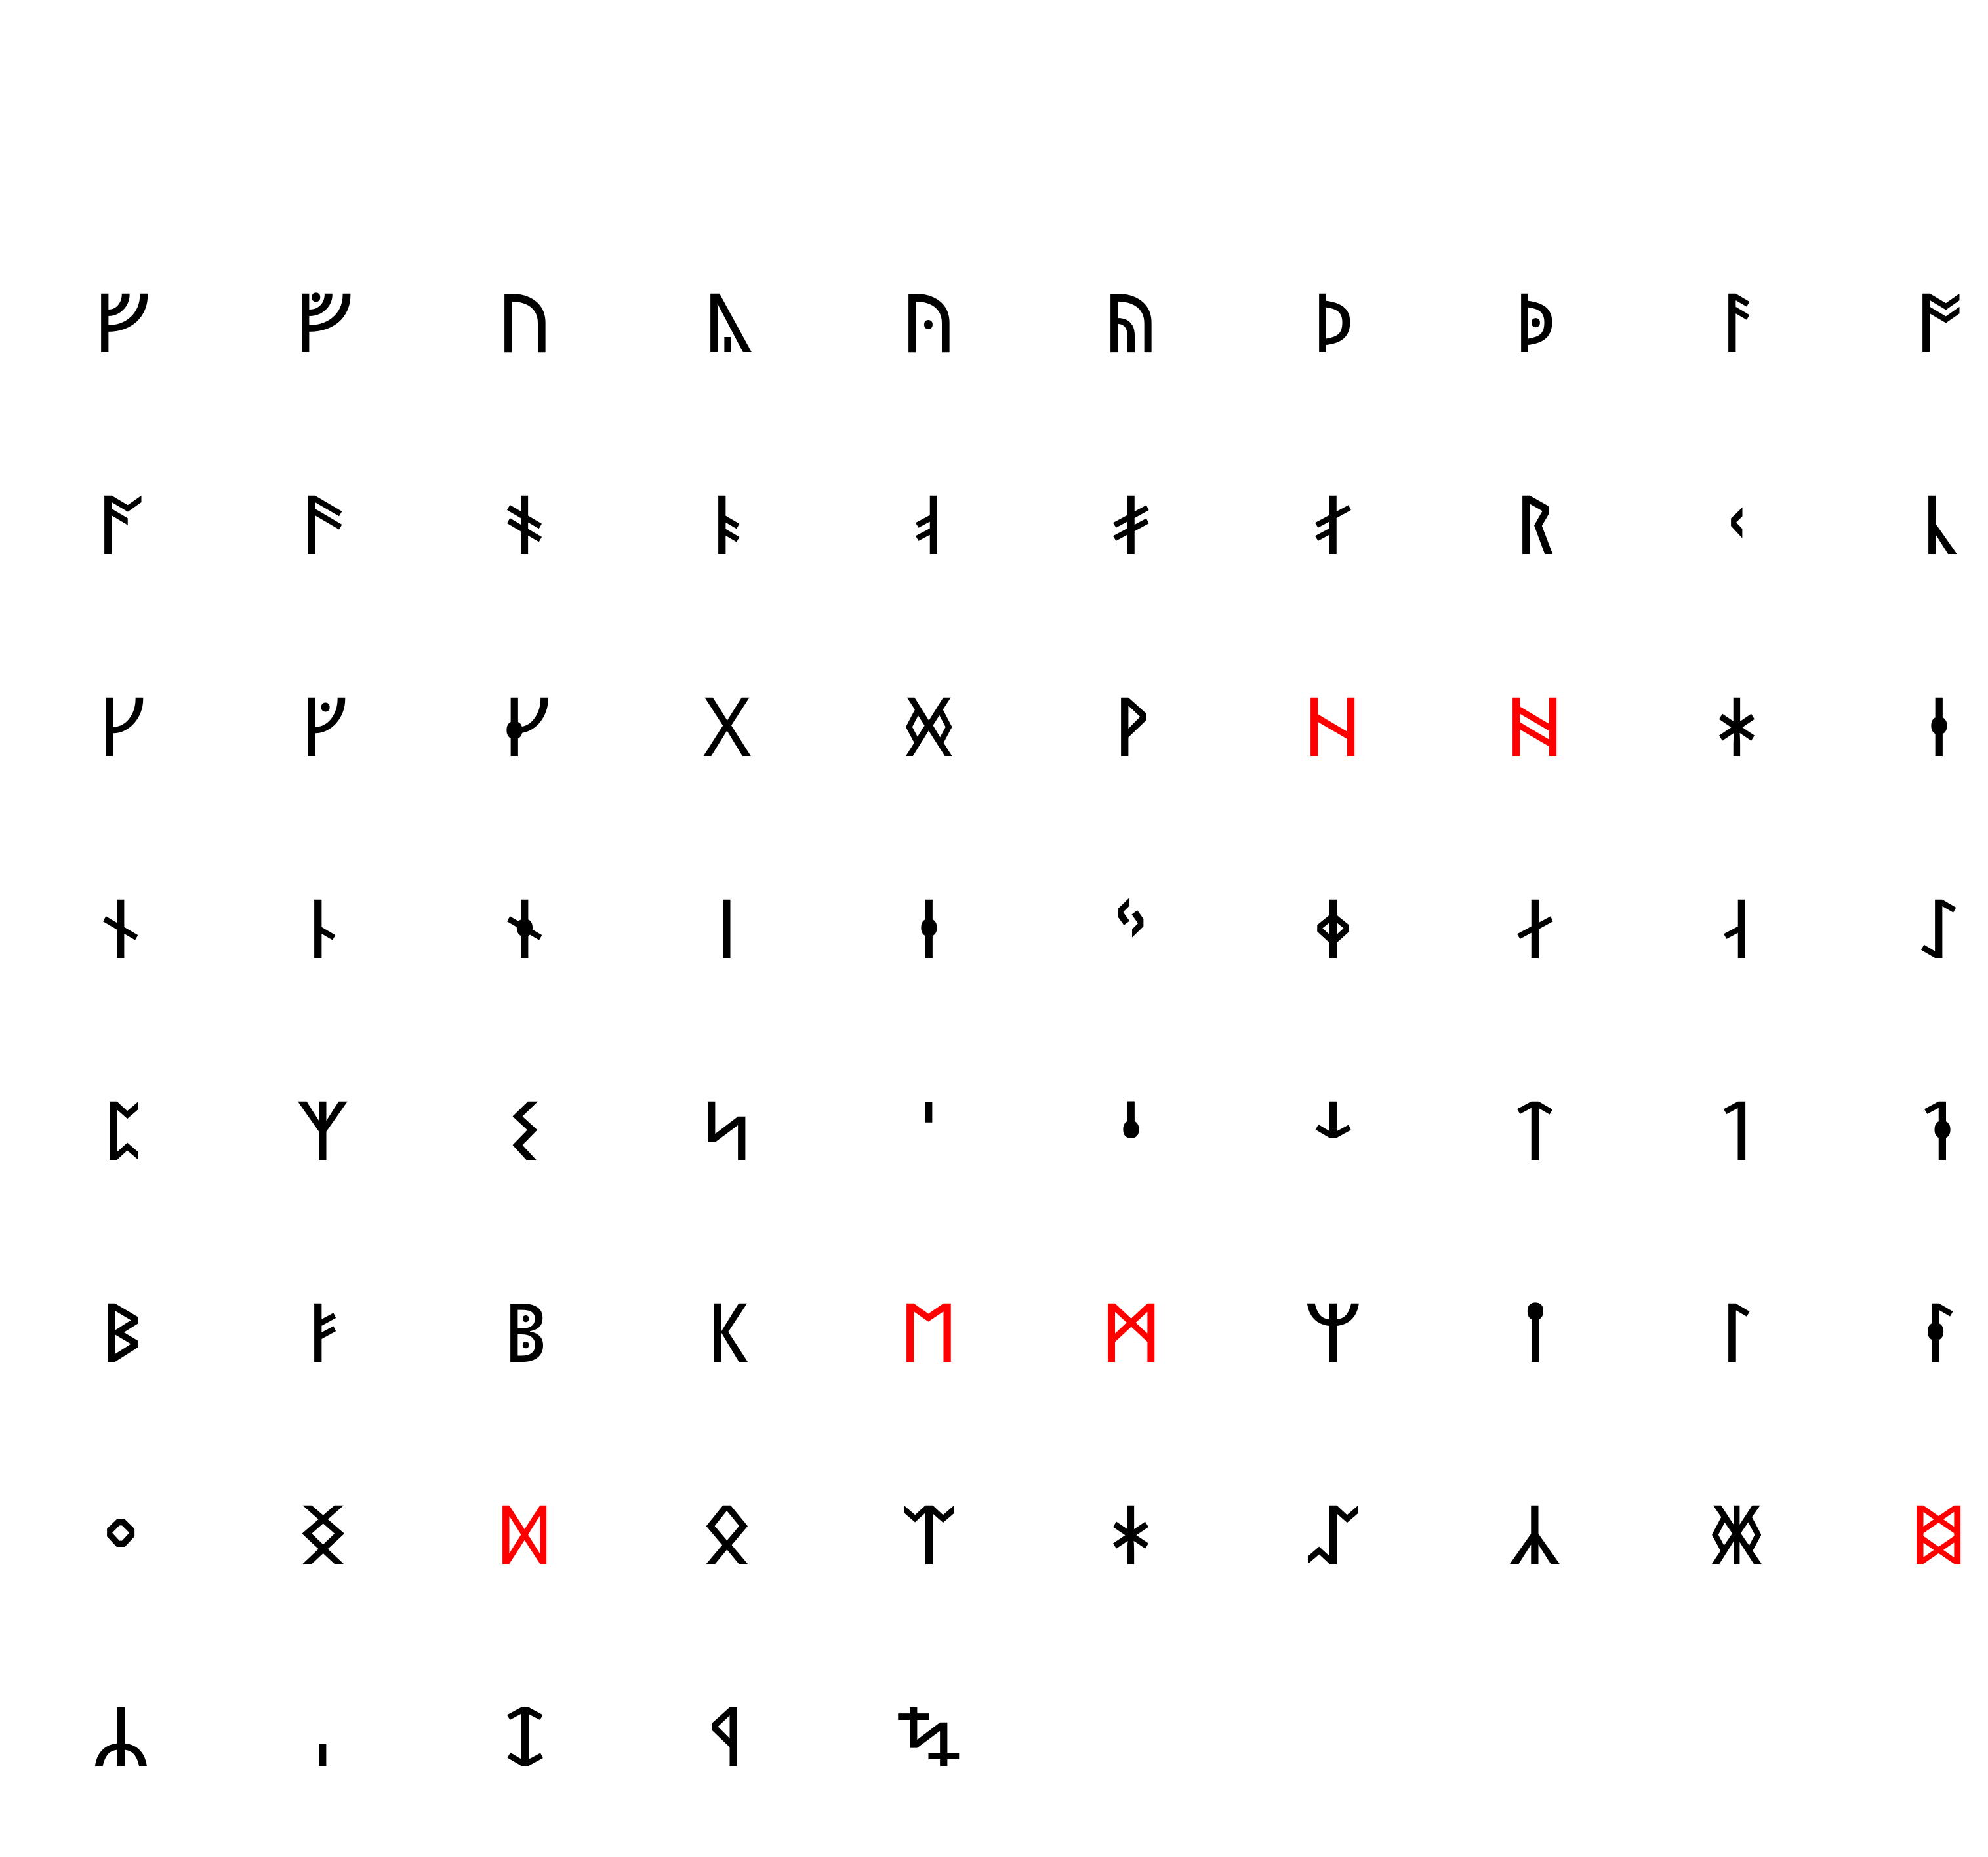 ᚠ ᚡ ᚢ ᚣ ᚤ ᚥ ᚦ ᚧ ᚨ ᚩ
ᚪ ᚫ ᚬ ᚭ ᚮ ᚯ ᚰ ᚱ ᚲ ᚳ
ᚴ ᚵ ᚶ ᚷ ᚸ ᚹ ᚺ ᚻ ᚼ ᚽ
ᚾ ᚿ ᛀ ᛁ ᛂ ᛃ ᛄ ᛅ ᛆ ᛇ
ᛈ ᛉ ᛊ ᛋ ᛌ ᛍ ᛎ ᛏ ᛐ ᛑ
ᛒ ᛓ ᛔ ᛕ ᛖ ᛗ ᛘ ᛙ ᛚ ᛛ
ᛜ ᛝ ᛞ ᛟ ᛠ ᛡ ᛢ ᛣ ᛤ ᛥ
ᛦ ᛧ ᛨ ᛩ ᛪ